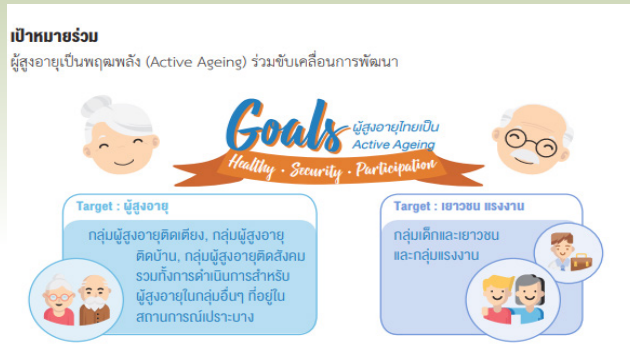 เป้าหมายร่วม
ผู้สูงอายุเป็นพฤฒพลัง (Active Ageing) ร่วมขับเคลื่อนการพัฒนา
Goals
ผู้สูงอายุไทยเป็น
Active Ageing
Healthy · Security · Participation
Target : ผู้สูงอายุ
กลุ่มผู้สูงอายุติดเตียง, กลุ่มผู้สูงอายุ
ติดบ้าน, กลุ่มผู้สูงอายุติดสังคม
รวมทั้งการดำเนินการสำหรับ
ผู้สูงอายุในกลุ่มอื่นๆ ที่อยู่ใน
สถานการณ์เปราะบาง
Target : เยาวชน แรงงาน
กลุ่มเด็กและเยาวชน
และกลุ่มแรงงาน